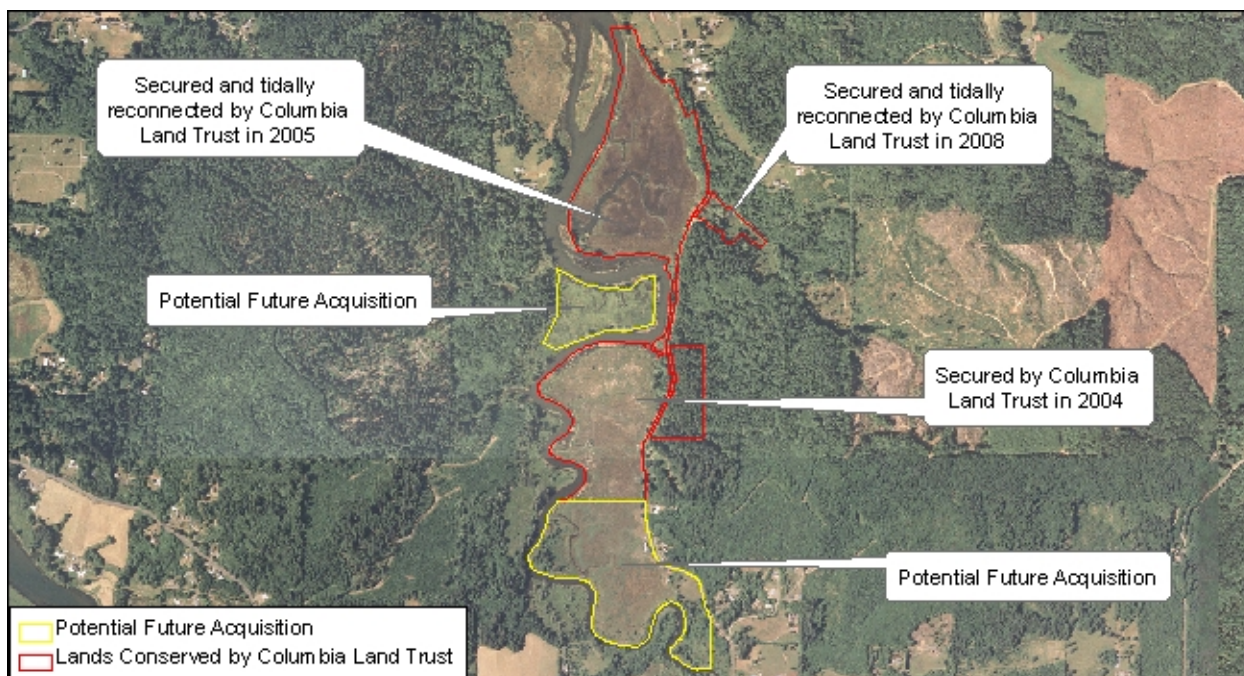 Secured and tidally
reconnected by Columbia
Land Trust in 2005
Secured and tidally
reconnected by Columbia
Land Trust in 2008
Potential Future Acquisition
Secured by Columbia
Land Trust in 2004
Potential Future Acquisition
Potential Future Acquisition
Lands Conserved by Columbia Land Trust